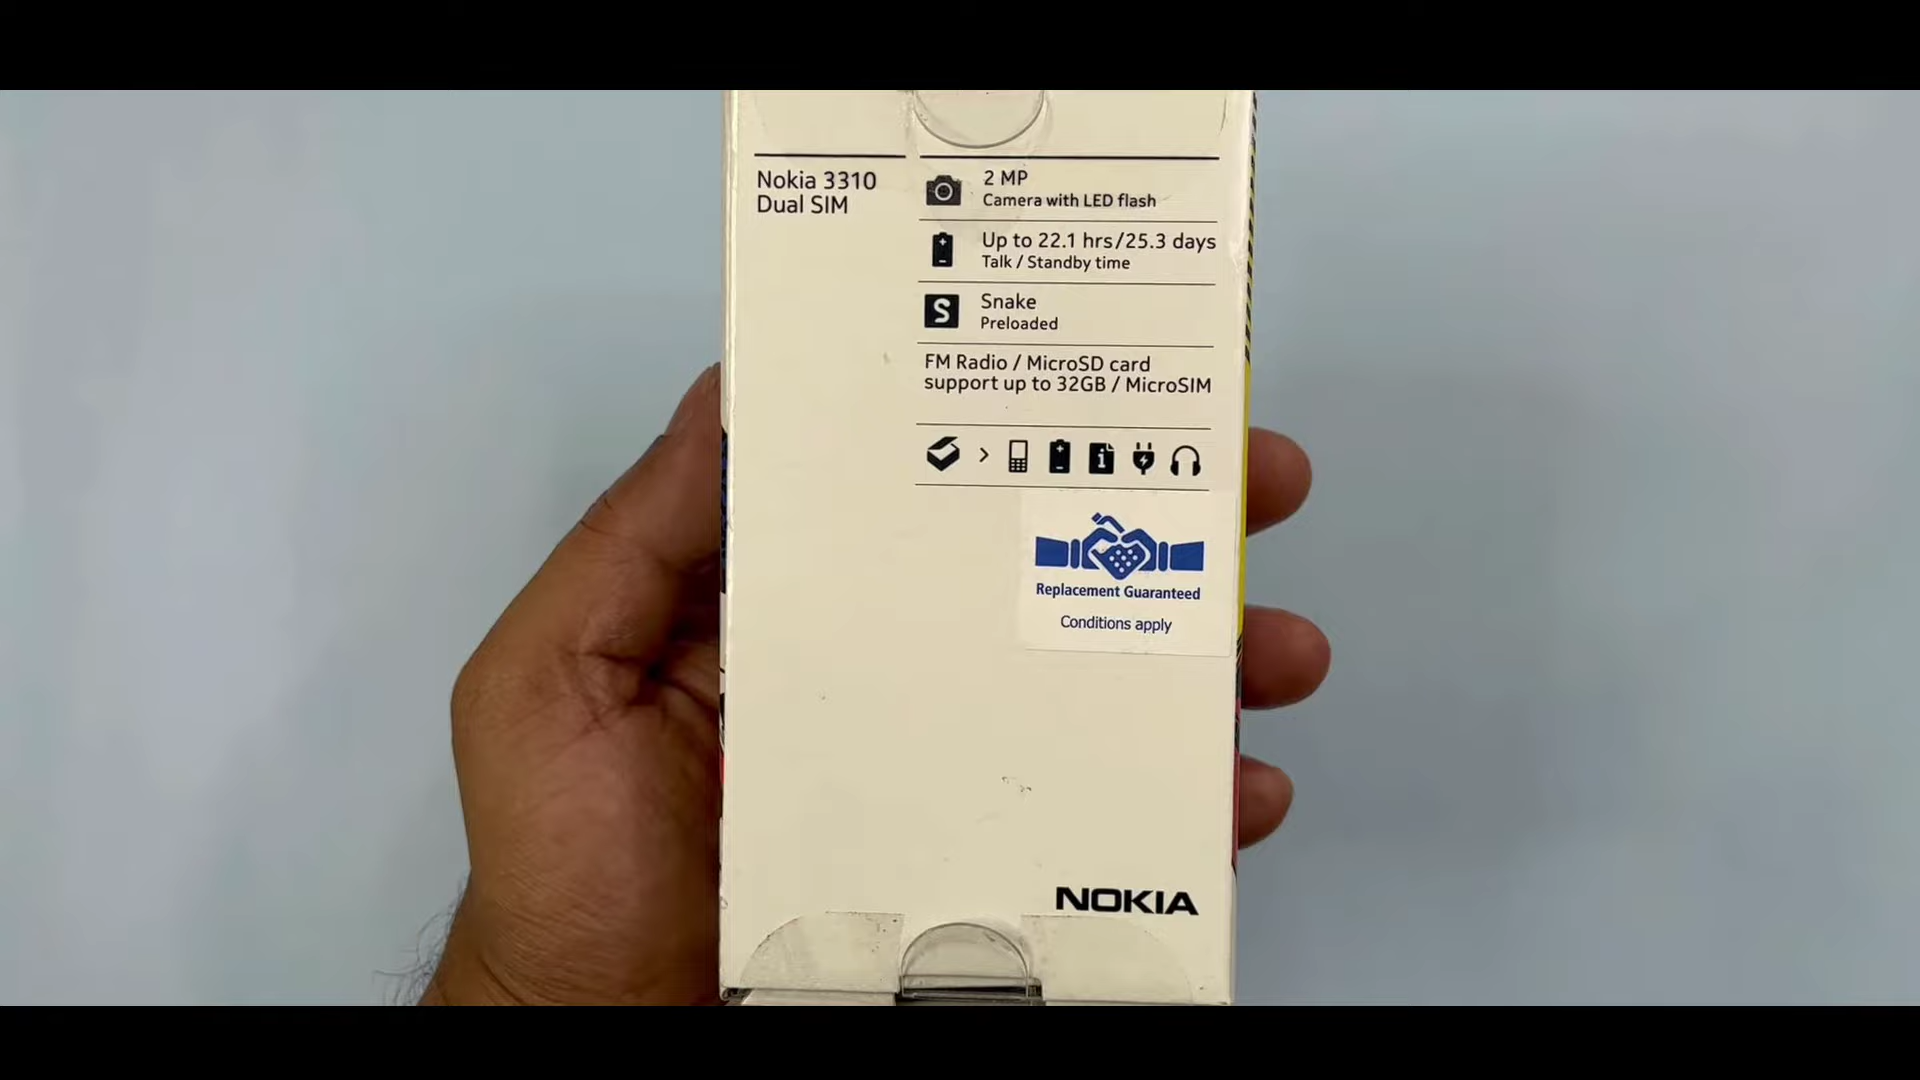 Nokia 3310
Dual SIM
2 MP
Camera with LED flash
Up to 22.1 hrs/25.3 days
Talk / Standby time
S
Snake
Preloaded
FM Radio / MicroSD card
support up to 32GB / MicroSIM
Replacement Guaranteed
Conditions apply
NOKIA